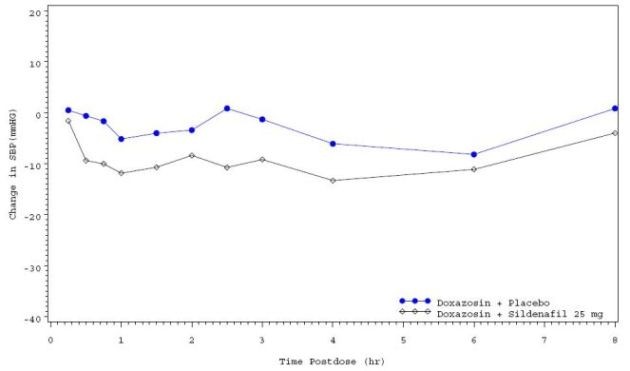 20
10
0
-10
-20
-30
-40
Change in SBP(mmHG)
Doxazosin + Placebo
Doxazosin + Sildenafil 25 mg
0 1 2 3 4 5 6 7 8
Time Postdose (hr)